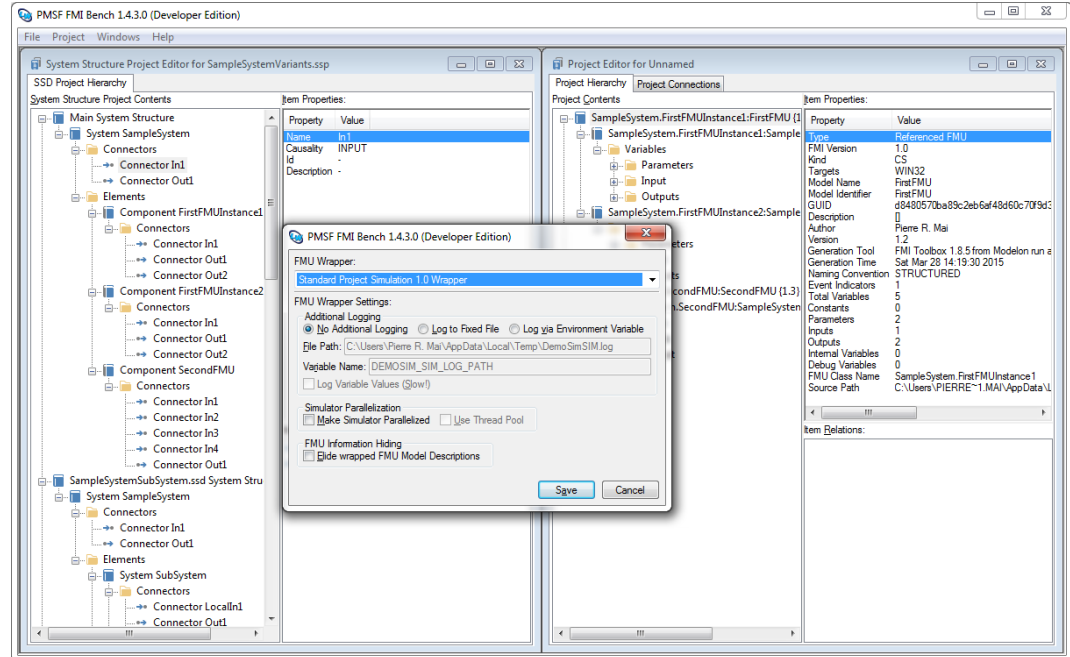 PMSF FMI Bench 1.4.3.0 (Developer Edition)
File Project Windows Help
System Structure Project Editor for SampleSystemVariants.ssp
SSD Project Hierarchy
System Structure Project Contents
Main System Structure
System SampleSystem
Connectors
Connector In1
Connector Out1
Elements
Component FirstFMUInstance1
Connectors
Connector In1
Connector Out1
Connector Out2
Component FirstFMUInstance2
Connectors
Connector In1
Connector Out1
Connector Out2
Component SecondFMU
Connectors
Connector In1
Connector In2
Connector In3
Connector In4
Connector Out1
SampleSystemSubSystem.ssd System Stru
System SampleSystem
Connectors
Connector In1
Connector Out1
Elements
System SubSystem
Connectors
Connector LocalIn1
Connector Out1
Item Properties:
Property Value
Name In1
Causality INPUT
Id -
Description -
PMSF FMI Bench 1.4.3.0 (Developer Edition)
FMU Wrapper:
Standard Project Simulation 1.0 Wrapper
FMU Wrapper Settings:
Additional Logging
No Additional Logging Log to Fixed File Log via Environment Variable
File Path: C:\Users\Pierre R. Mai\AppData\Local\Temp\DemoSimSIM.log
Variable Name: DEMOSIM_SIM_LOG_PATH
Log Variable Values (Slow!)
Simulator Parallelization
Make Simulator Parallelized Use Thread Pool
FMU Information Hiding
Elide wrapped FMU Model Descriptions
Save Cancel
Project Editor for Unnamed
Project Hierarchy Project Connections
Project Contents
SampleSystem.FirstFMUInstance1:FirstFMU {1
SampleSystem.FirstFMUInstance1:Sample
Variables
Parameters
Input
Outputs
SampleSystem.FirstFMUInstance2:Sample
eters
ts
condFMU:SecondFMU {1.3}
.SecondFMU:SampleSysten
t
Item Properties:
Property Value
Type Referenced FMU
FMI Version 1.0
Kind CS
Targets WIN32
Model Name FirstFMU
Model Identifier FirstFMU
GUID d8480570ba89c2eb6af48d60c70f9d3
Description []
Author Pierre R. Mai
Version 1.2
Generation Tool FMI Toolbox 1.8.5 from Modelon run a
Generation Time Sat Mar 28 14:19:30 2015
Naming Convention STRUCTURED
Event Indicators 1
Total Variables 5
Constants 0
Parameters 2
Inputs 1
Outputs 2
Internal Variables 0
Debug Variables 0
FMU Class Name SampleSystem.FirstFMUInstance1
Source Path C:\Users\PIERRE~1.MAI\AppData\L
Item Relations: